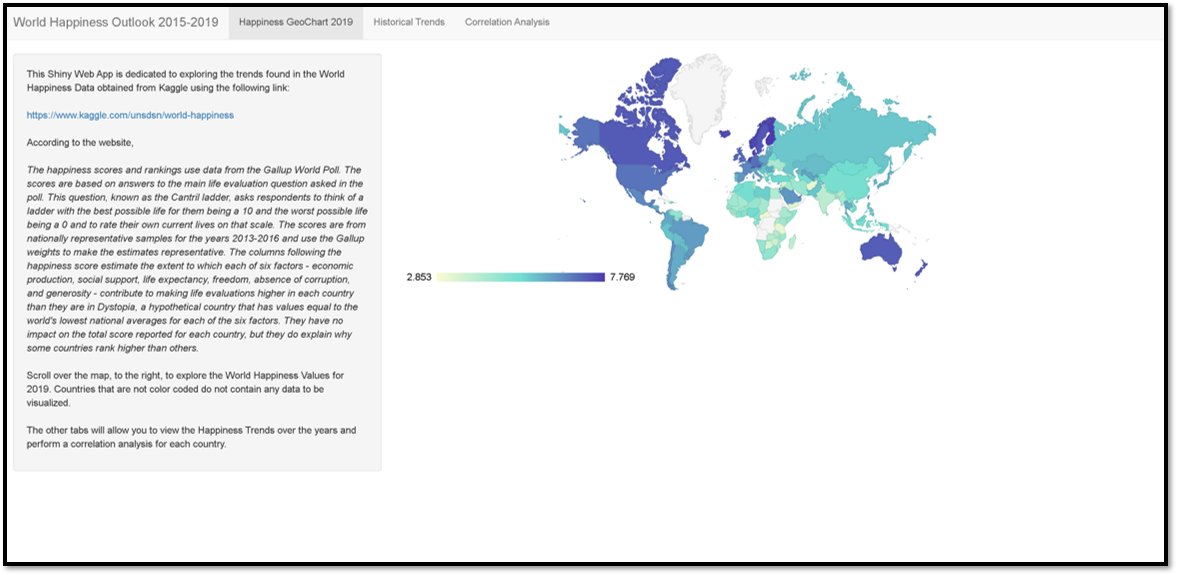 World Happiness Outlook 2015-2019 Happiness GeoChart 2019 Historical Trends Correlation Analysis
This Shiny Web App is dedicated to exploring the trends found in the World
Happiness Data obtained from Kaggle using the following link:
https://www.kaggle.com/unsdsn/world-happiness
According to the website,
The happiness scores and rankings use data from the Gallup World Poll. The
scores are based on answers to the main life evaluation question asked in the
poll. This question, known as the Cantril ladder, asks respondents to think of a
ladder with the best possible life for them being a 10 and the worst possible life
being a 0 and to rate their own current lives on that scale. The scores are from
nationally representative samples for the years 2013-2016 and use the Gallup
weights to make the estimates representative. The columns following the
happiness score estimate the extent to which each of six factors - economic
production, social support, life expectancy, freedom, absence of corruption,
and generosity - contribute to making life evaluations higher in each country
than they are in Dystopia, a hypothetical country that has values equal to the
world's lowest national averages for each of the six factors. They have no
impact on the total score reported for each country, but they do explain why
some countries rank higher than others.
Scroll over the map, to the right, to explore the World Happiness Values for
2019. Countries that are not color coded do not contain any data to be
visualized.
The other tabs will allow you to view the Happiness Trends over the years and
perform a correlation analysis for each country.
2.853 7.769